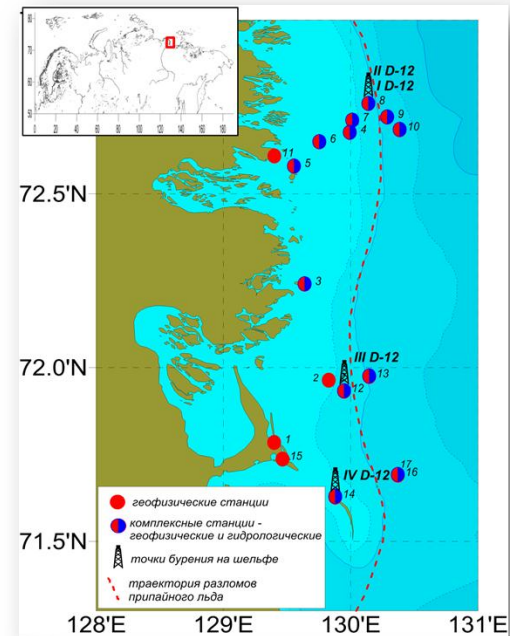 II D-12
I D-12
8
7
9
4
10
6
11
5
72.5'N
3
III D-12
72.0'N
2
13
12
1
15
17
IV D-12
16
14
71.5'N
геофизические станции
комплексные станции -
геофизические и гидрологические
точки бурения на шельфе
траектория разломов
припайного льда
128'E
129'E
130'E
131'E